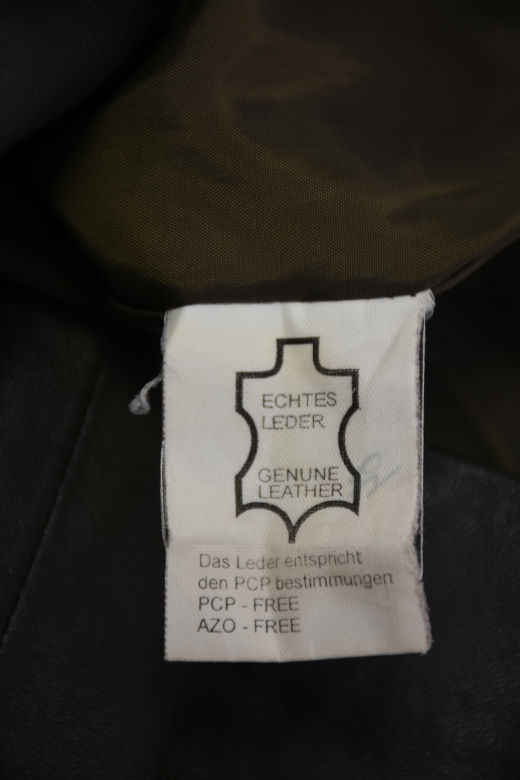 ECHTES
LEDER
GENUNE
LEATHER
Das Leder entspricht
den PCP bestimmungen
PCP - FREE
AZO - FREE